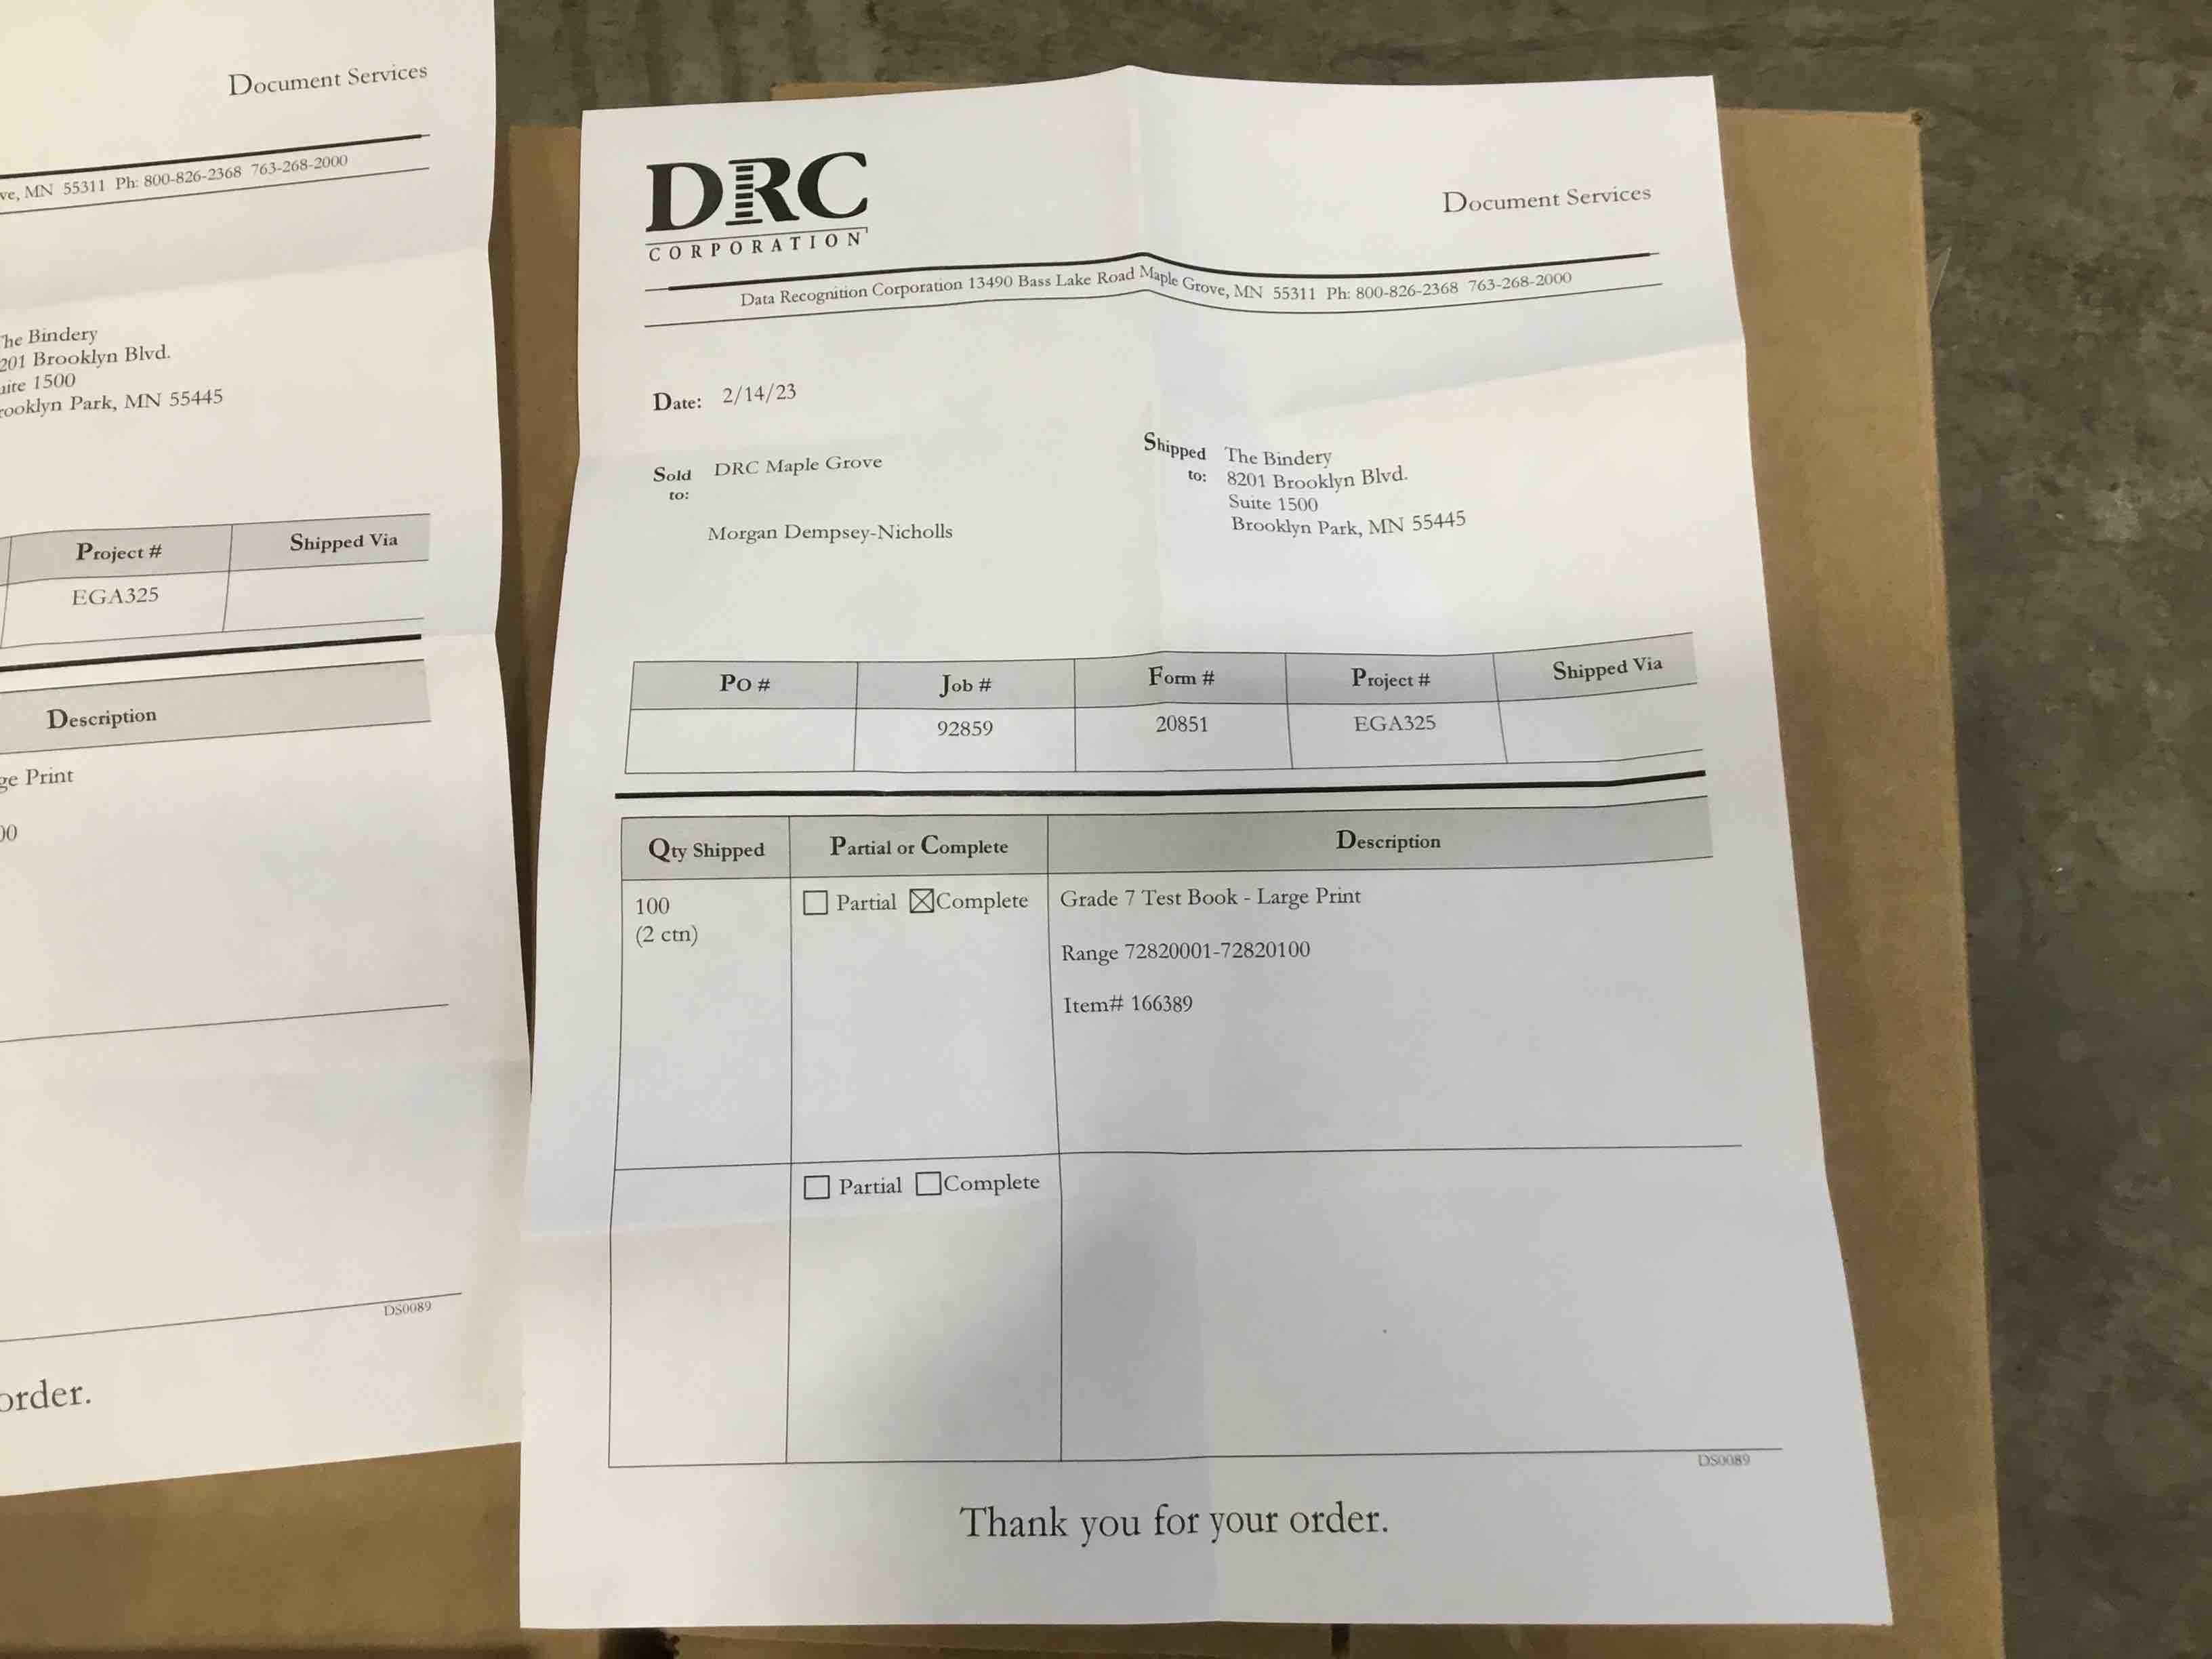 Document Services
ve, MN 55311 Ph: 800-826-2368 763-268-2000
he Bindery
201 Brooklyn Blvd.
uite 1500
rooklyn Park, MN 55445
Project # Shipped Via
EGA325
Description
ge Print
00
DS0089
order.
DRC
CORPORATION
Document Services
Data Recognition Corporation 13490 Bass Lake Road Maple Grove, MN 55311 Ph: 800-826-2368 763-268-2000
Date: 2/14/23
Sold to: DRC Maple Grove
Morgan Dempsey-Nicholls
Shipped to: The Bindery
8201 Brooklyn Blvd.
Suite 1500
Brooklyn Park, MN 55445
PO # Job # Form # Project # Shipped Via
92859 20851 EGA325
Qty Shipped Partial or Complete Description
100 Partial Complete Grade 7 Test Book - Large Print
(2 ctn)
Range 72820001-72820100
Item# 166389
Partial Complete
DS0089
Thank you for your order.